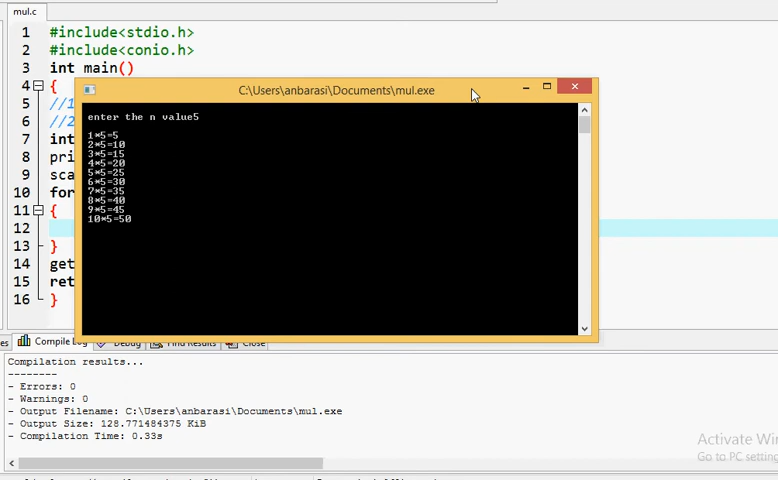 mul.c
1 #include<stdio.h>
2 #include<conio.h>
3 int main()
4 {
5 //1
6 //2
7 int
8 pri
9 sca
10 for
11 {
12
13 }
14 get
15 ret
16 }
C:\Users\anbarasi\Documents\mul.exe
enter the n value5
1*5=5
2*5=10
3*5=15
4*5=20
5*5=25
6*5=30
7*5=35
8*5=40
9*5=45
10*5=50
es Compile Log Debug Find Results Close
Compilation results...
--------
- Errors: 0
- Warnings: 0
- Output Filename: C:\Users\anbarasi\Documents\mul.exe
- Output Size: 128.771484375 KiB
- Compilation Time: 0.33s
Activate Win
Go to PC setting